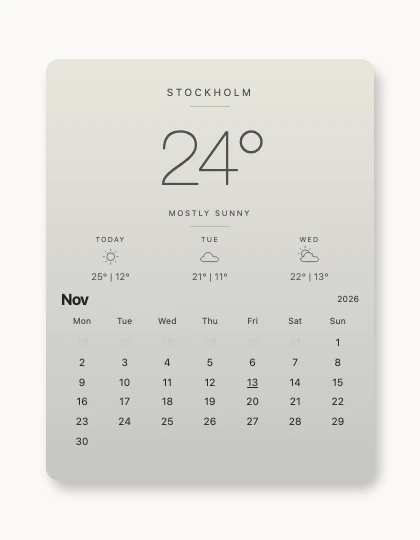 STOCKHOLM
24°
MOSTLY SUNNY
TODAY TUE WED
25° | 12° 21° | 11° 22° | 13°
Nov 2026
Mon Tue Wed Thu Fri Sat Sun
1
2 3 4 5 6 7 8
9 10 11 12 13 14 15
16 17 18 19 20 21 22
23 24 25 26 27 28 29
30